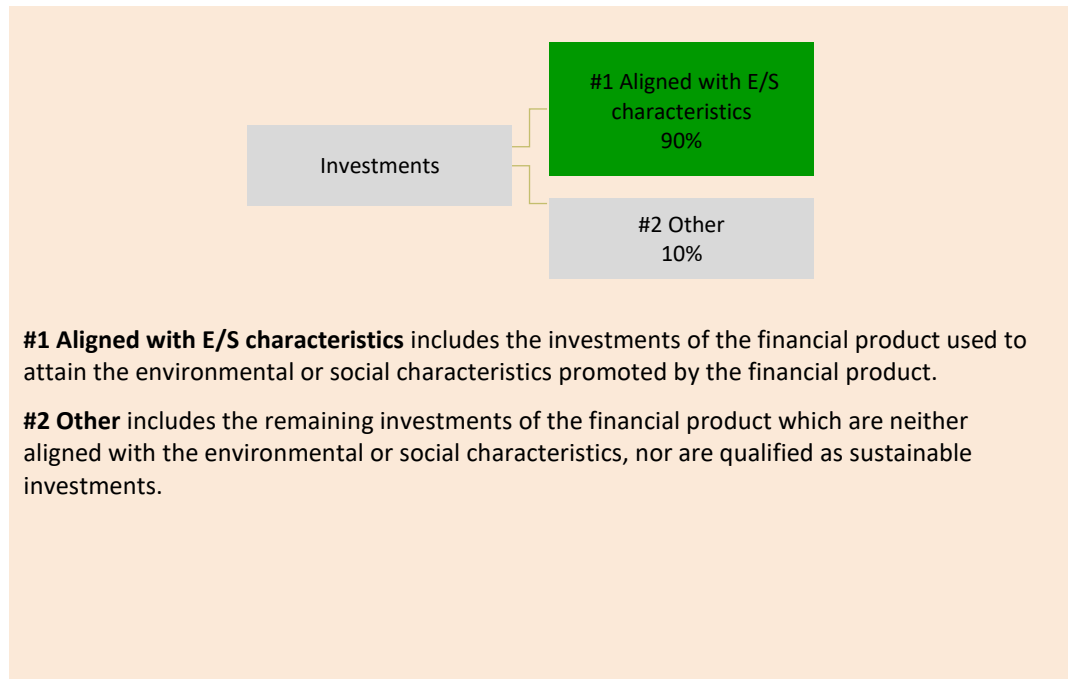 #1 Aligned with E/S
characteristics
90%
Investments
#2 Other
10%
#1 Aligned with E/S characteristics includes the investments of the financial product used to
attain the environmental or social characteristics promoted by the financial product.
#2 Other includes the remaining investments of the financial product which are neither
aligned with the environmental or social characteristics, nor are qualified as sustainable
investments.